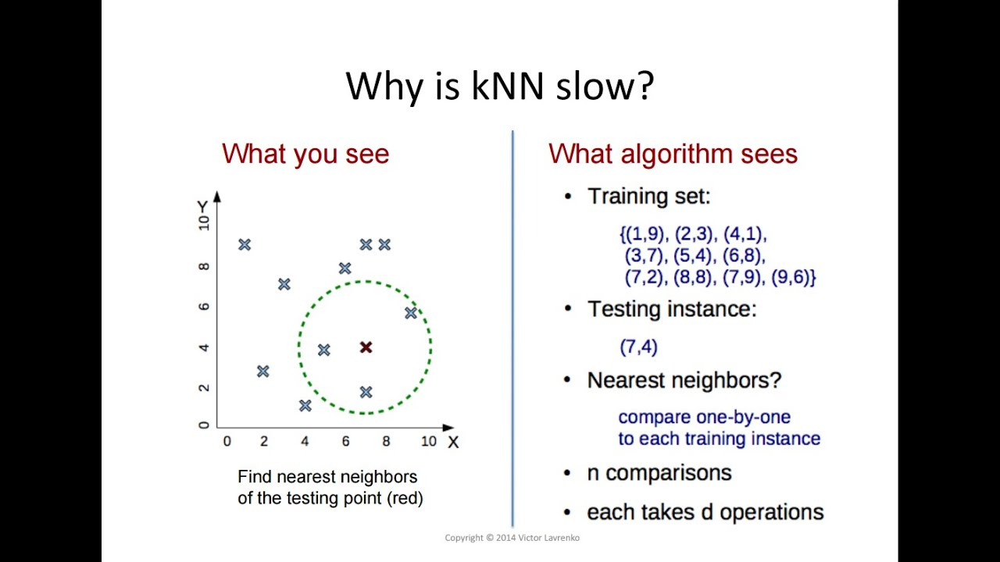 Why is kNN slow?
What you see
Y
10
8
6
4
2
0
0 2 4 6 8 10 X
Find nearest neighbors
of the testing point (red)
What algorithm sees
• Training set:
{(1,9), (2,3), (4,1),
(3,7), (5,4), (6,8),
(7,2), (8,8), (7,9), (9,6)}
• Testing instance:
(7,4)
• Nearest neighbors?
compare one-by-one
to each training instance
• n comparisons
• each takes d operations
Copyright © 2014 Victor Lavrenko